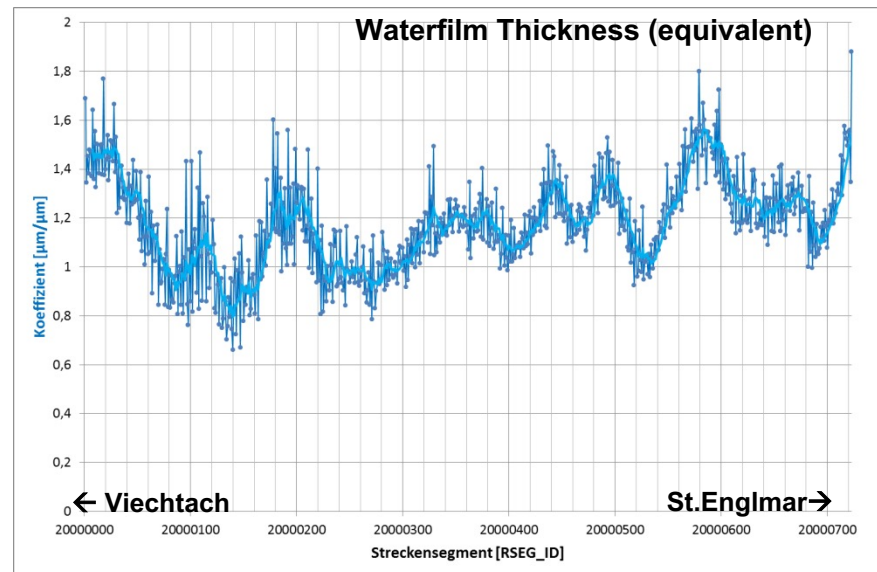 Waterfilm Thickness (equivalent)
2
1,8
1,6
1,4
1,2
1
0,8
0,6
0,4
0,2
0
Koeffizient [µm/µm]
← Viechtach
St.Englmar→
20000000 20000100 20000200 20000300 20000400 20000500 20000600 20000700
Streckensegment [RSEG_ID]